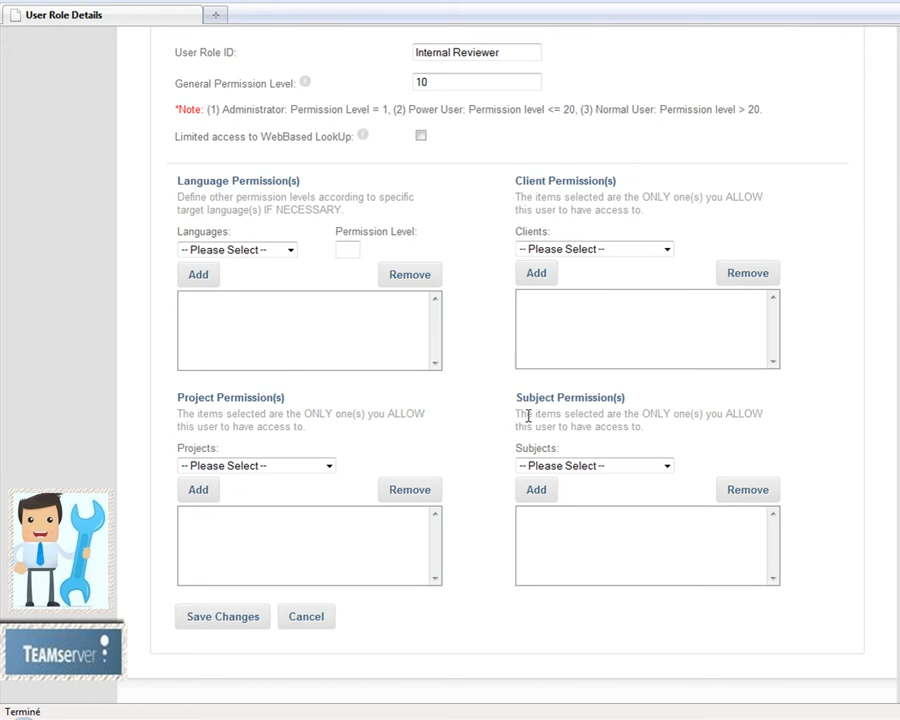 User Role Details
User Role ID:
Internal Reviewer
General Permission Level:
10
*Note: (1) Administrator: Permission Level = 1, (2) Power User: Permission level <= 20, (3) Normal User: Permission level > 20.
Limited access to WebBased LookUp:
Language Permission(s)
Define other permission levels according to specific
target language(s) IF NECESSARY.
Languages:
Permission Level:
-- Please Select --
Add
Remove
Client Permission(s)
The items selected are the ONLY one(s) you ALLOW
this user to have access to.
Clients:
-- Please Select --
Add
Remove
Project Permission(s)
The items selected are the ONLY one(s) you ALLOW
this user to have access to.
Projects:
-- Please Select --
Add
Remove
Subject Permission(s)
The items selected are the ONLY one(s) you ALLOW
this user to have access to.
Subjects:
-- Please Select --
Add
Remove
Save Changes
Cancel
TEAMserver
Terminé